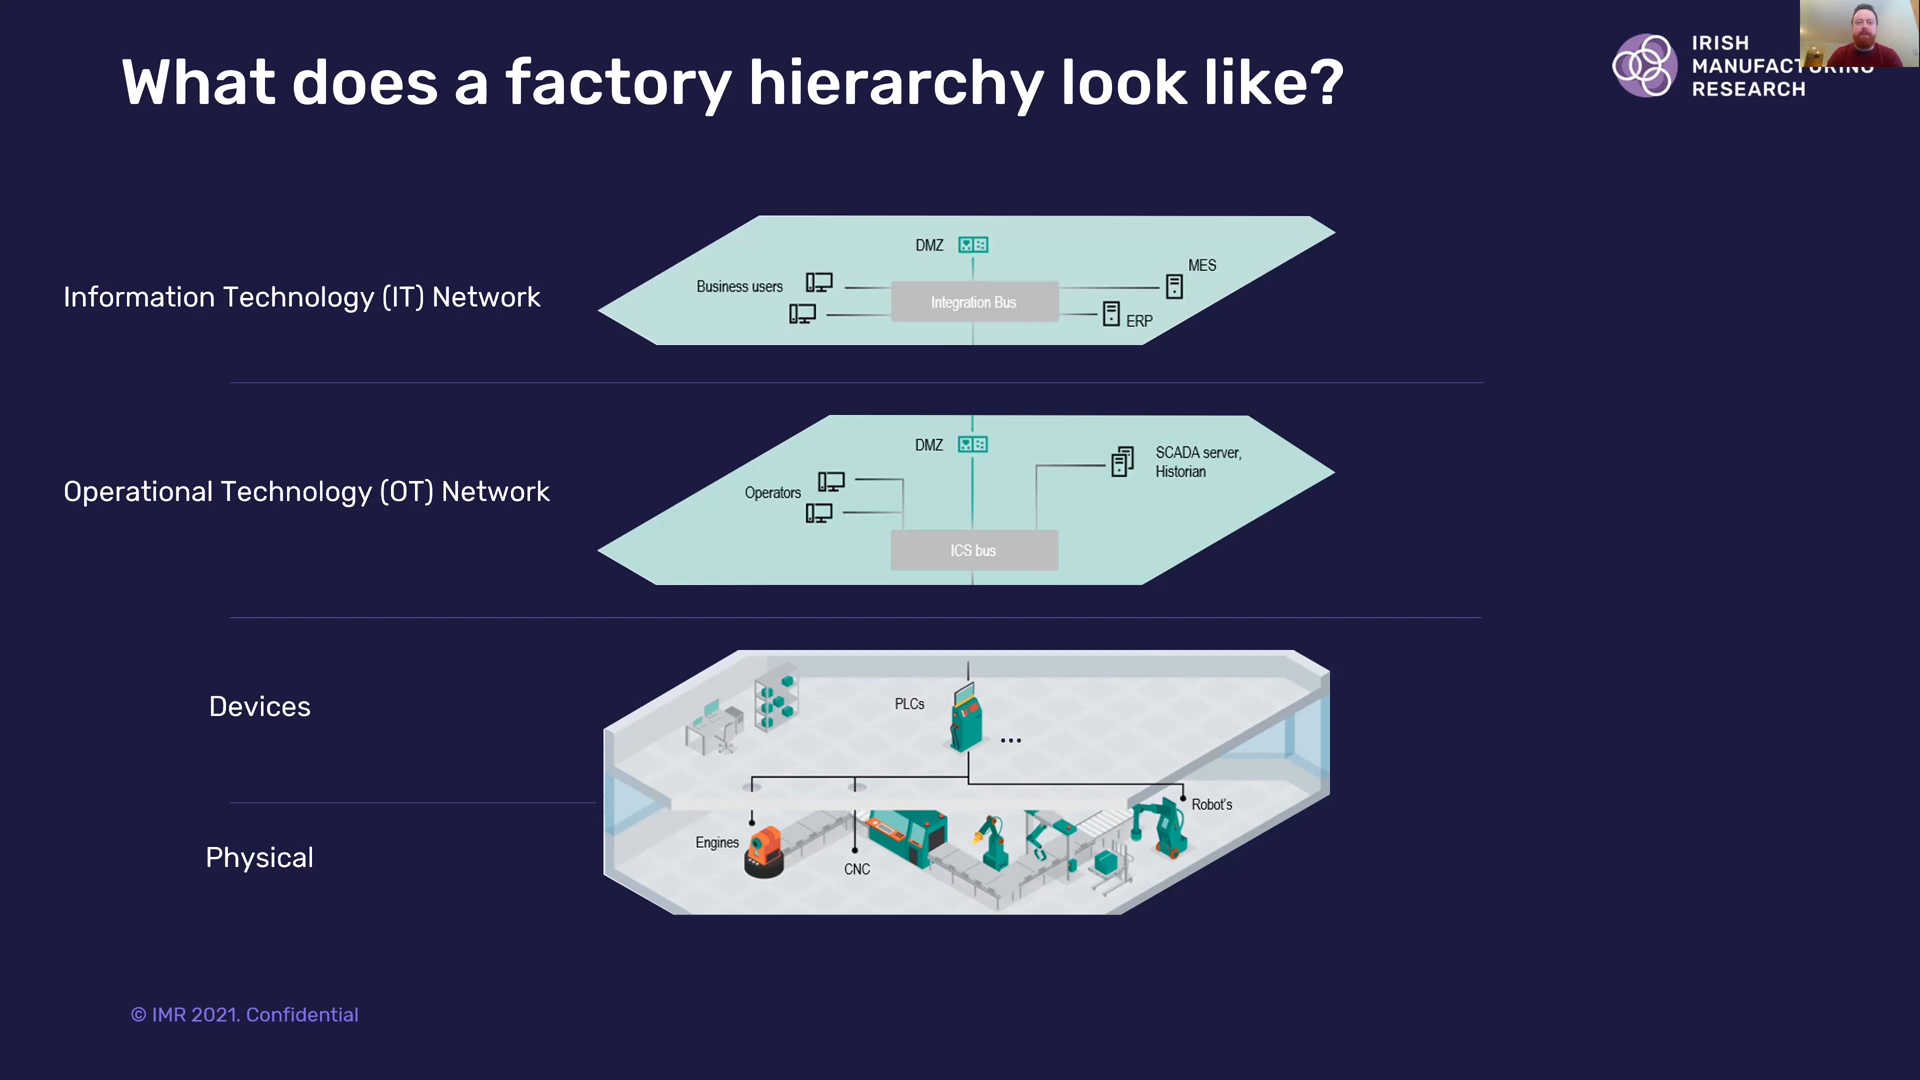 What does a factory hierarchy look like?
IRISH
MANUFACTURING
RESEARCH
Information Technology (IT) Network
DMZ
Business users
Integration Bus
MES
ERP
Operational Technology (OT) Network
DMZ
Operators
SCADA server,
Historian
ICS bus
Devices
PLCs
...
Physical
Engines
CNC
Robot's
© IMR 2021. Confidential